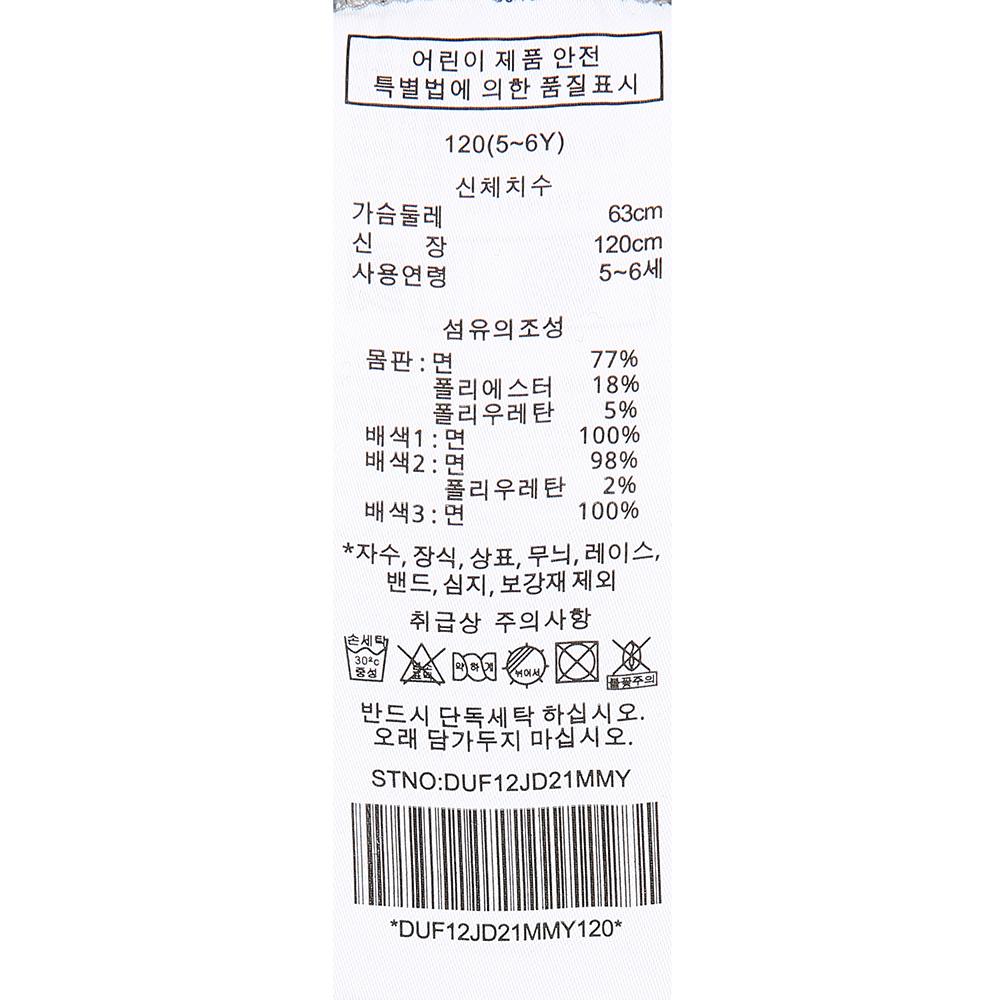 어린이 제품 안전
특별법에 의한 품질표시
120(5~6Y)
신체치수
가슴둘레 63cm
신 장 120cm
사용연령 5~6세
섬유의조성
몸판 : 면 77%
폴리에스터 18%
폴리우레탄 5%
배색1 : 면 100%
배색2 : 면 98%
폴리우레탄 2%
배색3 : 면 100%
*자수, 장식, 상표, 무늬, 레이스,
밴드, 심지, 보강재 제외
취급상 주의사항
손세탁
30°c
중성
염소
표백
약하게
뉘어서
불꽃주의
반드시 단독세탁 하십시오.
오래 담가두지 마십시오.
STNO:DUF12JD21MMY
*DUF12JD21MMY120*